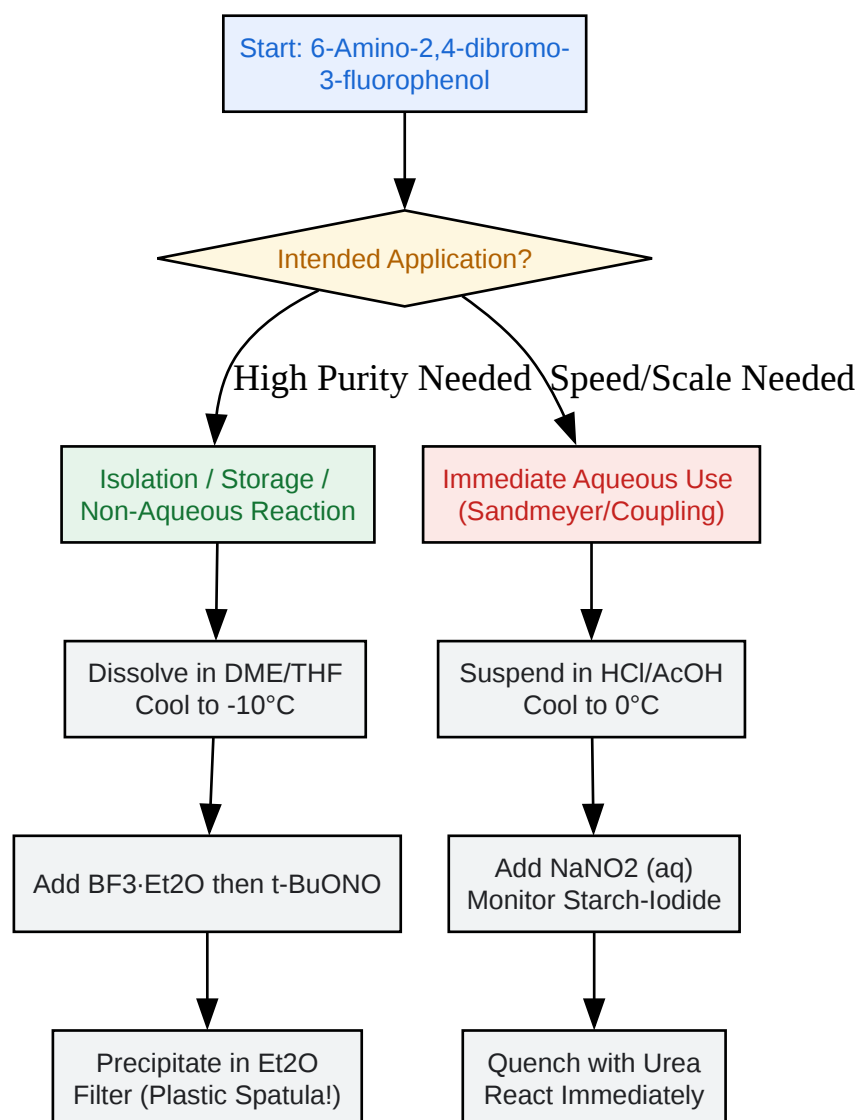 Start: 6-Amino-2,4-dibromo-
3-fluorophenol
Intended Application?
High Purity Needed
Speed/Scale Needed
Isolation / Storage /
Non-Aqueous Reaction
Immediate Aqueous Use
(Sandmeyer/Coupling)
Dissolve in DME/THF
Cool to -10°C
Suspend in HCl/AcOH
Cool to 0°C
Add BF3·Et2O then t-BuONO
Add NaNO2 (aq)
Monitor Starch-Iodide
Precipitate in Et2O
Filter (Plastic Spatula!)
Quench with Urea
React Immediately